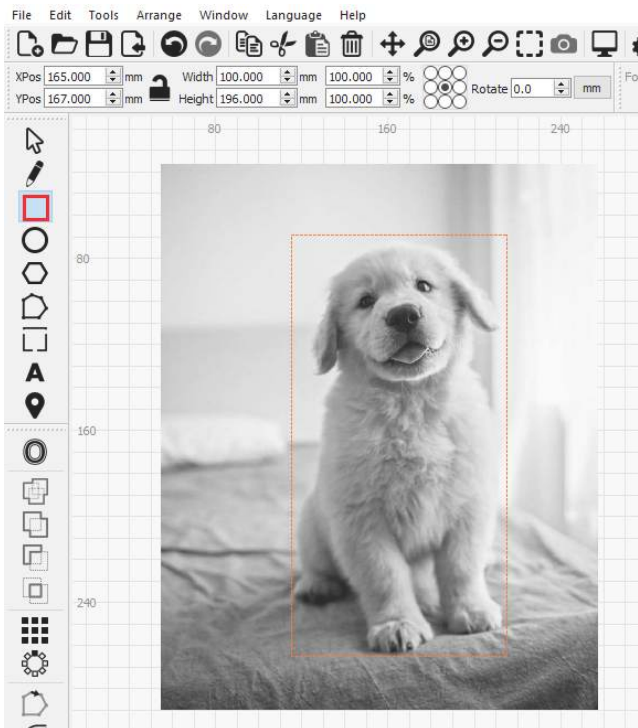 File Edit Tools Arrange Window Language Help
XPos 165.000 mm Width 100.000 mm 100.000 % Rotate 0.0 mm
YPos 167.000 mm Height 196.000 mm 100.000 %
80 160 240
80
160
240
A